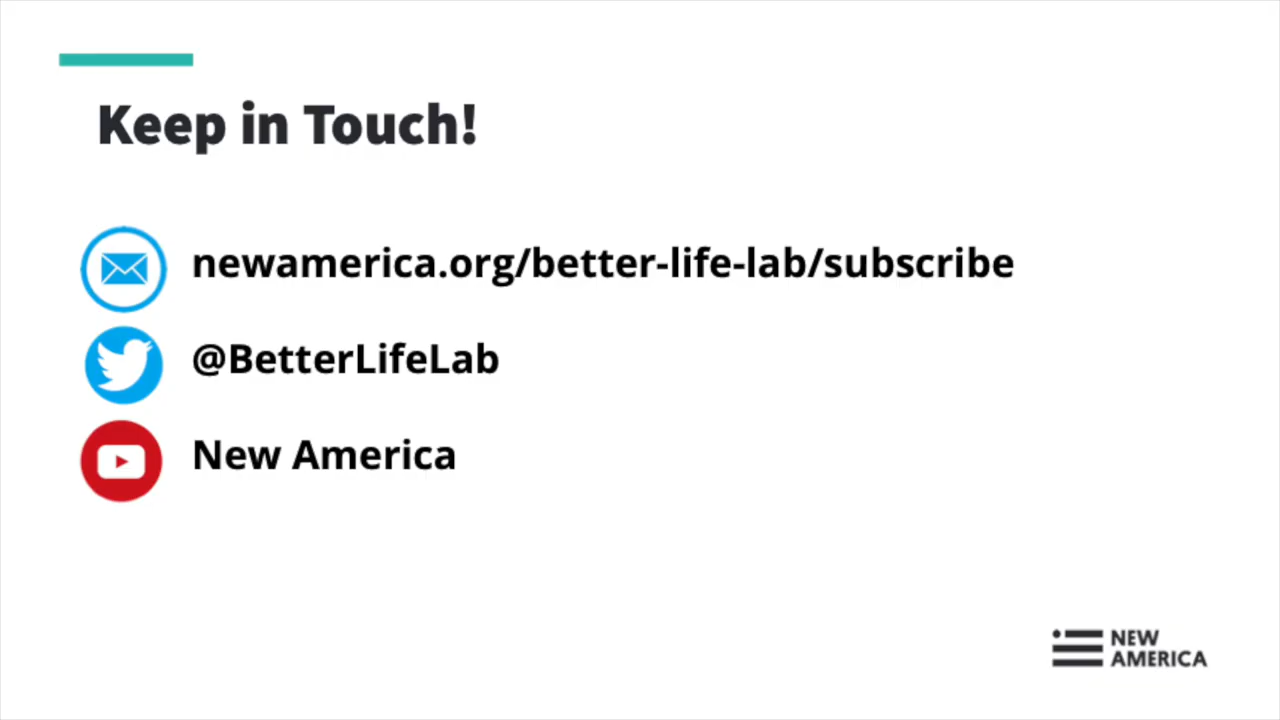 Keep in Touch!
newamerica.org/better-life-lab/subscribe
@BetterLifeLab
New America
NEW
AMERICA